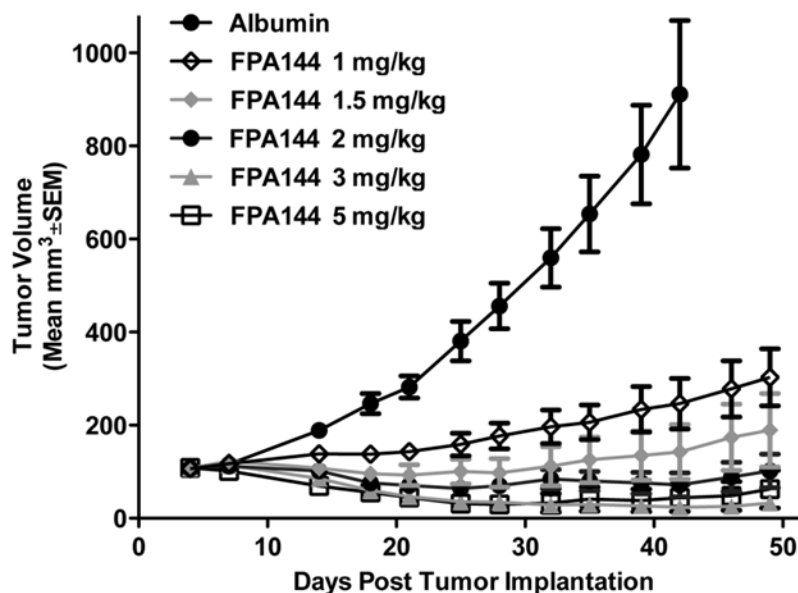 Albumin
FPA144 1 mg/kg
FPA144 1.5 mg/kg
FPA144 2 mg/kg
FPA144 3 mg/kg
FPA144 5 mg/kg
Tumor Volume
(Mean mm³±SEM)
1000
800
600
400
200
0
0 10 20 30 40 50
Days Post Tumor Implantation